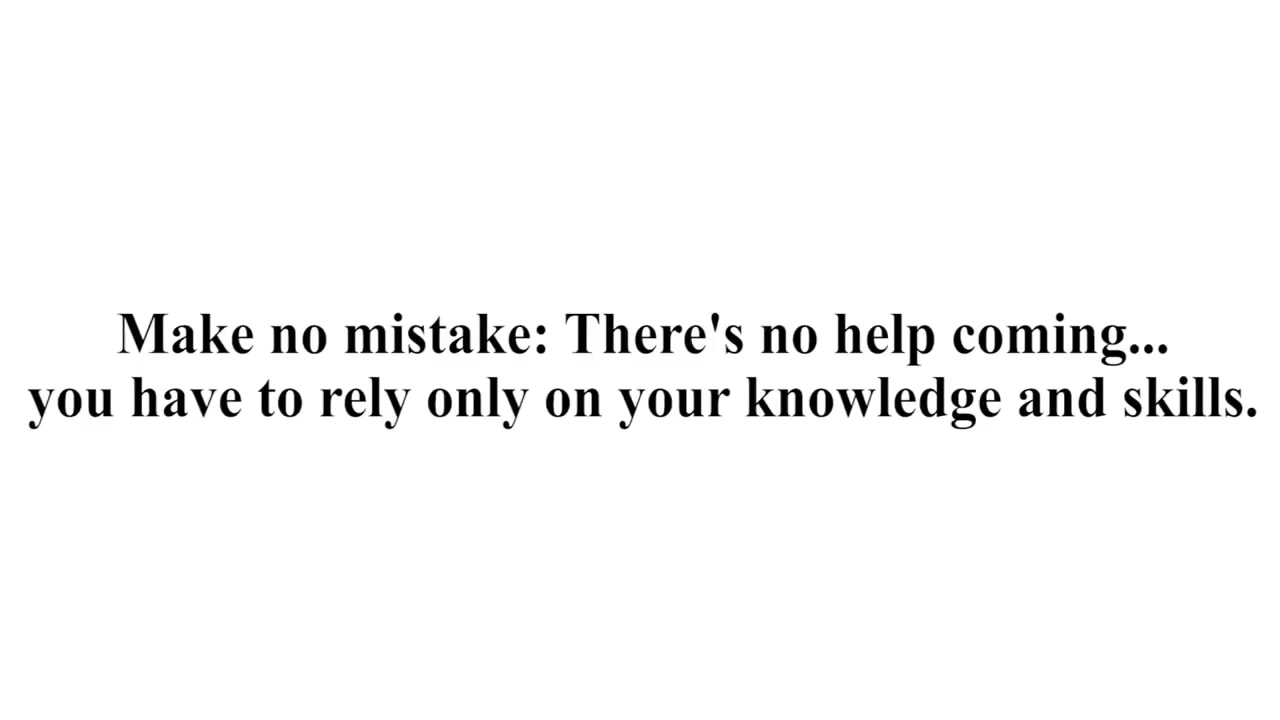 Make no mistake: There's no help coming...
you have to rely only on your knowledge and skills.